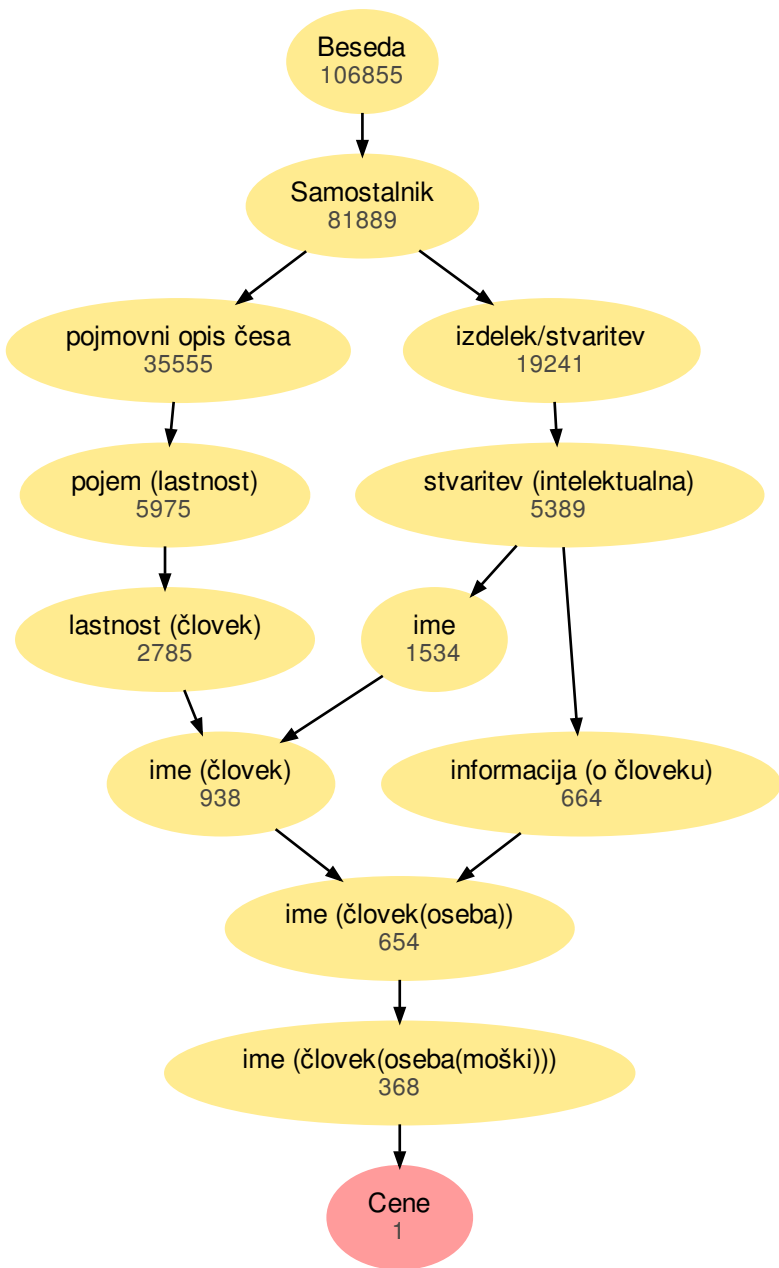 Beseda
106855
Samostalnik
81889
pojmovni opis česa
35555
izdelek/stvaritev
19241
pojem (lastnost)
5975
stvaritev (intelektualna)
5389
lastnost (človek)
2785
ime
1534
ime (človek)
938
informacija (o človeku)
664
ime (človek(oseba))
654
ime (človek(oseba(moški)))
368
Cene
1